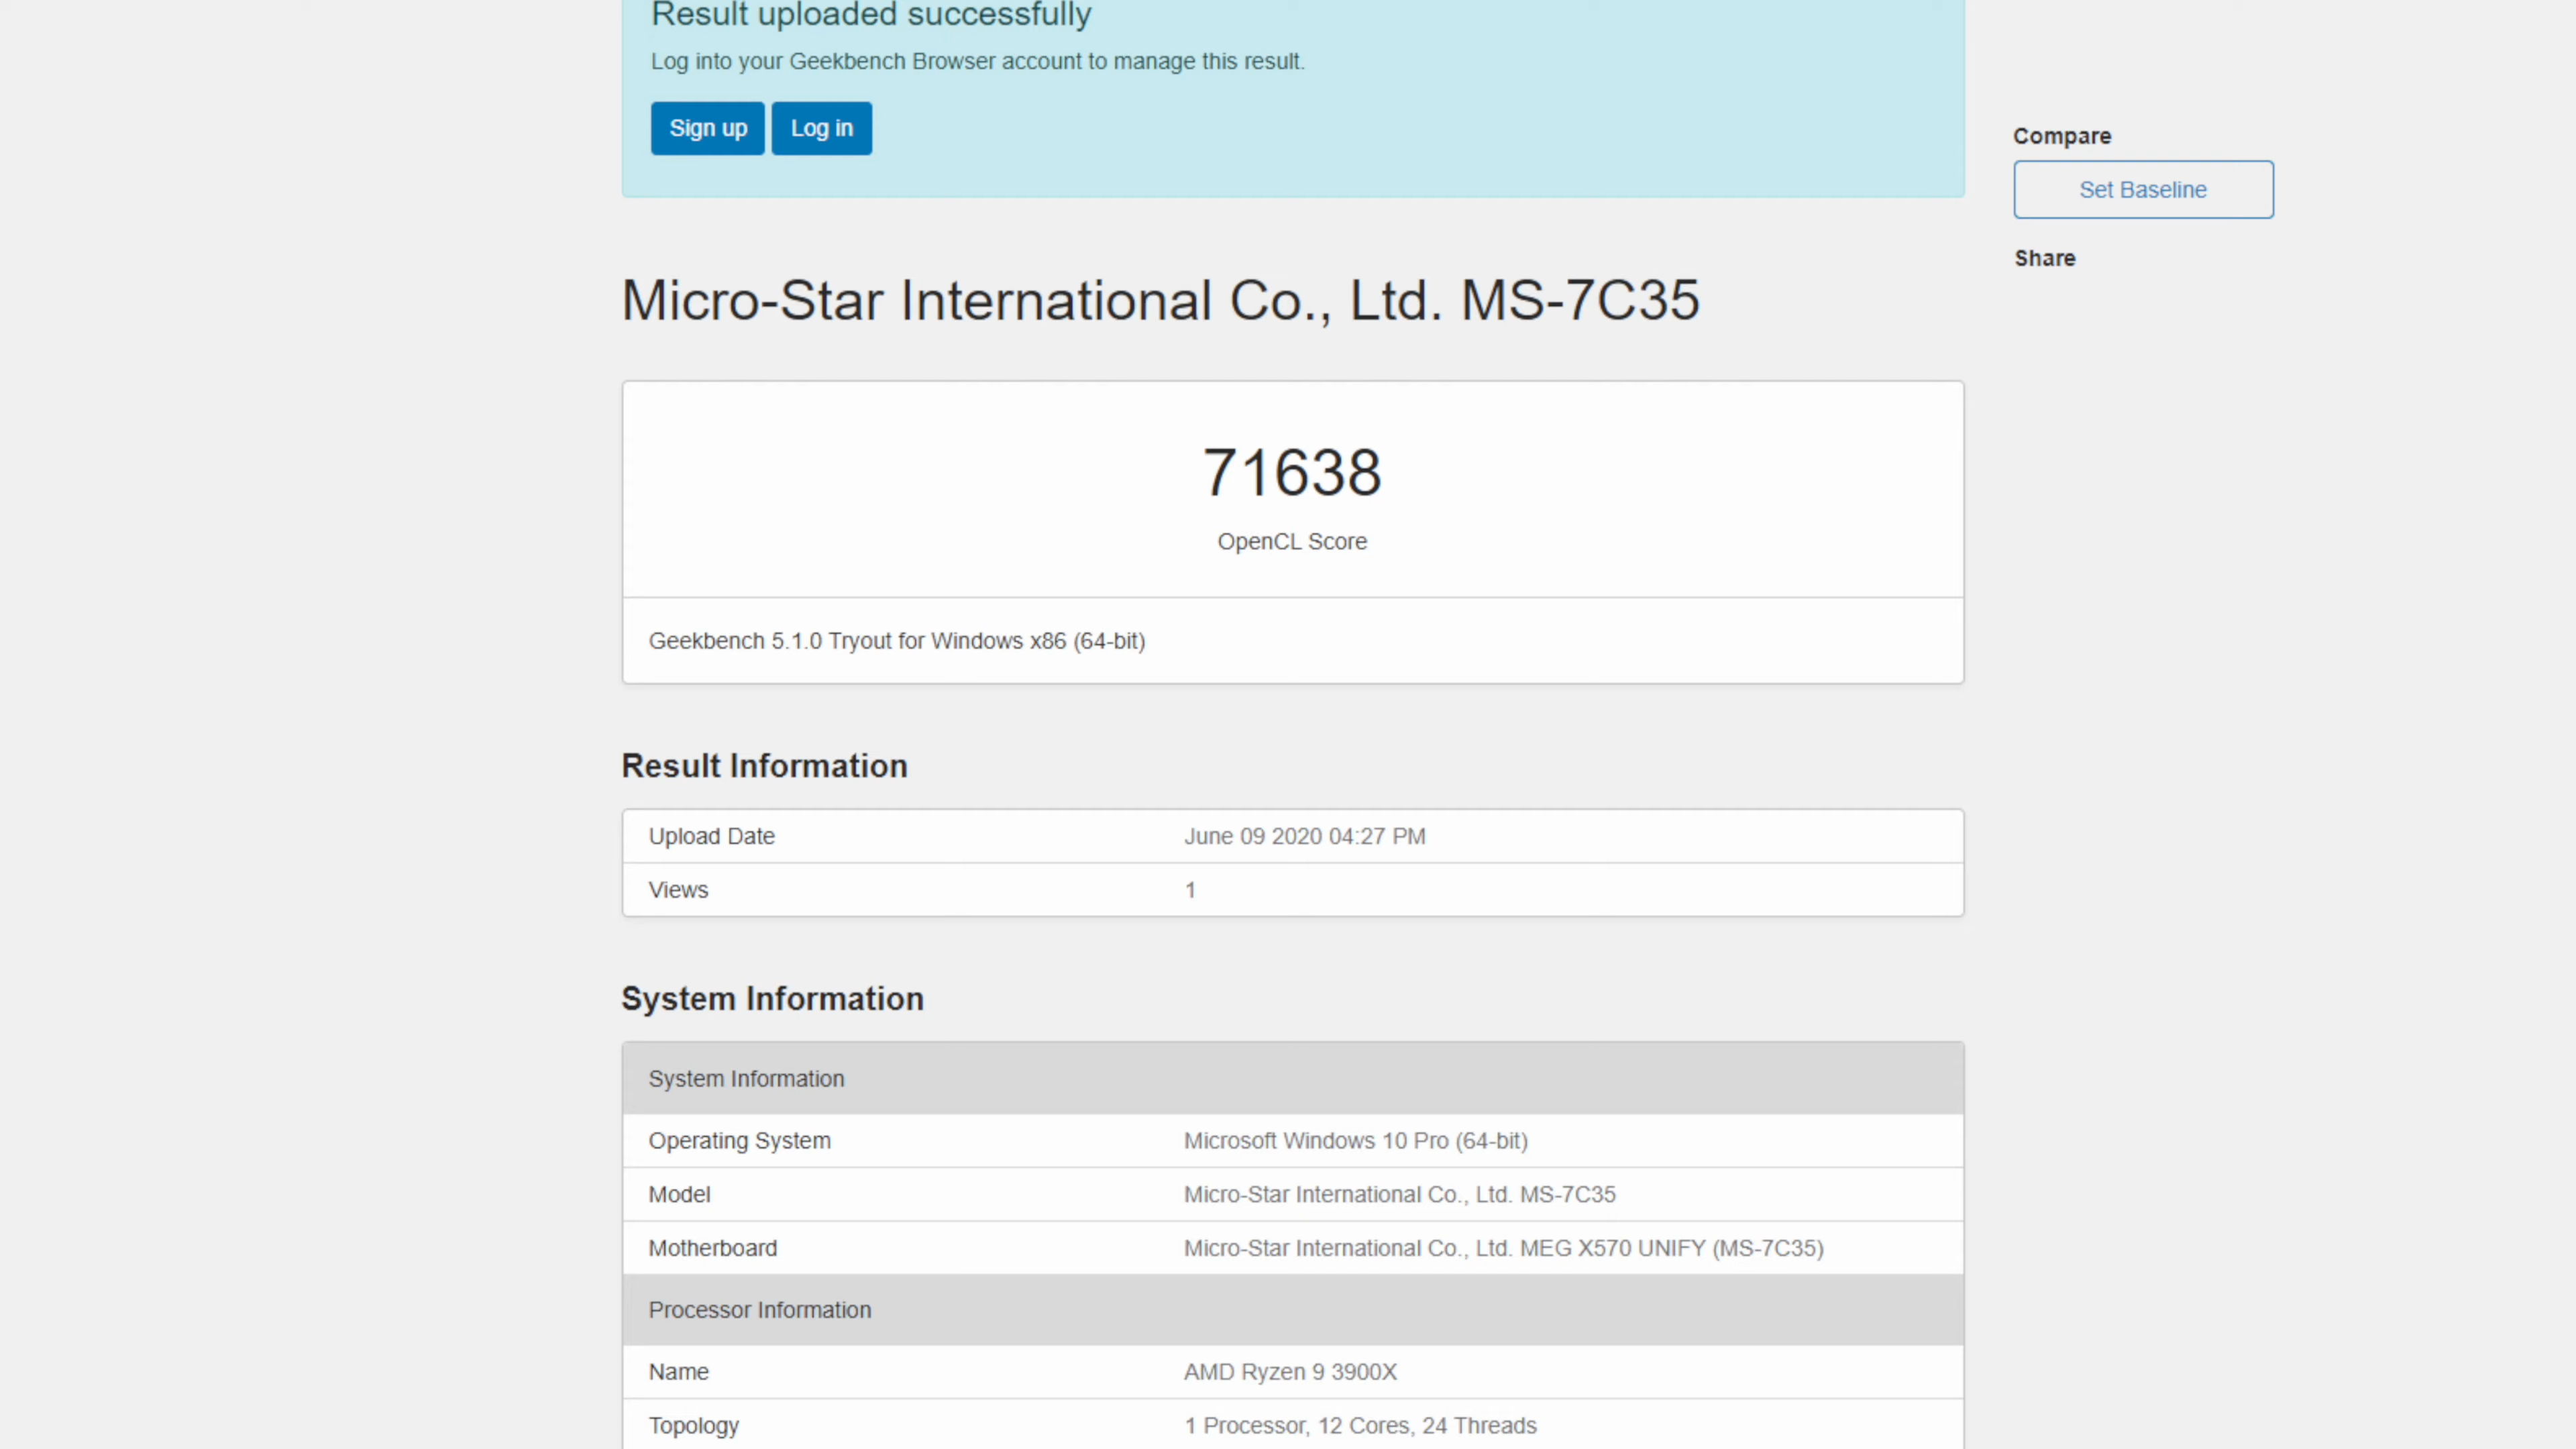 Result uploaded successfully
Log into your Geekbench Browser account to manage this result.
Sign up Log in
Compare
Set Baseline
Share
Micro-Star International Co., Ltd. MS-7C35
71638
OpenCL Score
Geekbench 5.1.0 Tryout for Windows x86 (64-bit)
Result Information
Upload Date June 09 2020 04:27 PM
Views 1
System Information
System Information
Operating System Microsoft Windows 10 Pro (64-bit)
Model Micro-Star International Co., Ltd. MS-7C35
Motherboard Micro-Star International Co., Ltd. MEG X570 UNIFY (MS-7C35)
Processor Information
Name AMD Ryzen 9 3900X
Topology 1 Processor, 12 Cores, 24 Threads